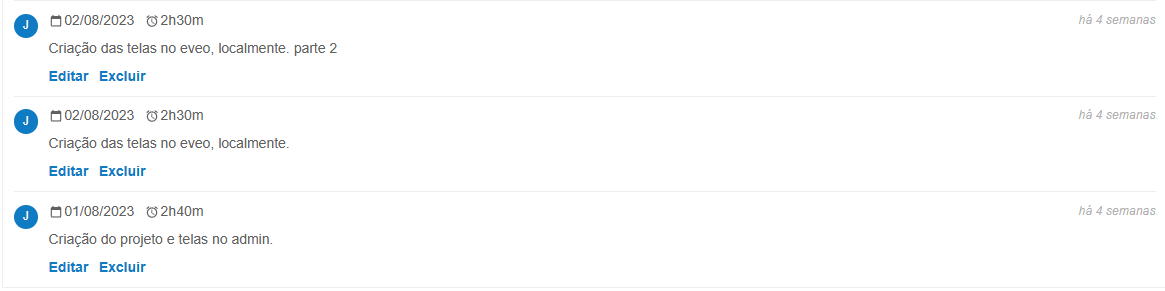 J 02/08/2023 2h30m há 4 semanas
Criação das telas no eveo, localmente. parte 2
Editar Excluir
J 02/08/2023 2h30m há 4 semanas
Criação das telas no eveo, localmente.
Editar Excluir
J 01/08/2023 2h40m há 4 semanas
Criação do projeto e telas no admin.
Editar Excluir